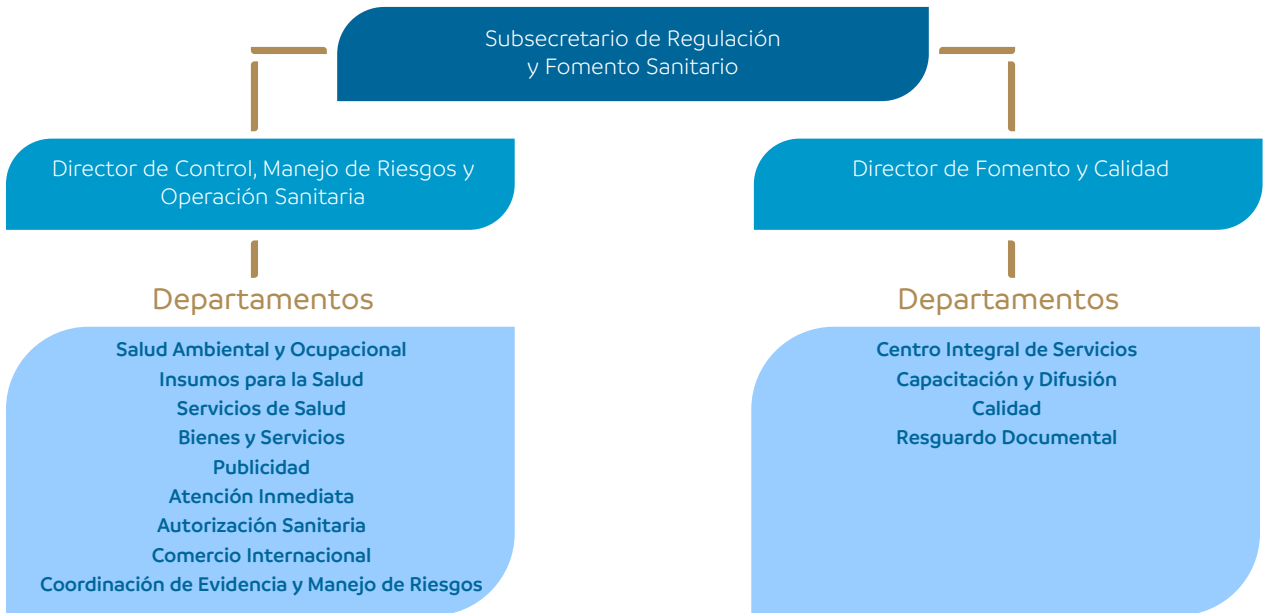 Subsecretario de Regulación
y Fomento Sanitario
Director de Control, Manejo de Riesgos y
Operación Sanitaria
Departamentos
Salud Ambiental y Ocupacional
Insumos para la Salud
Servicios de Salud
Bienes y Servicios
Publicidad
Atención Inmediata
Autorización Sanitaria
Comercio Internacional
Coordinación de Evidencia y Manejo de Riesgos
Director de Fomento y Calidad
Departamentos
Centro Integral de Servicios
Capacitación y Difusión
Calidad
Resguardo Documental